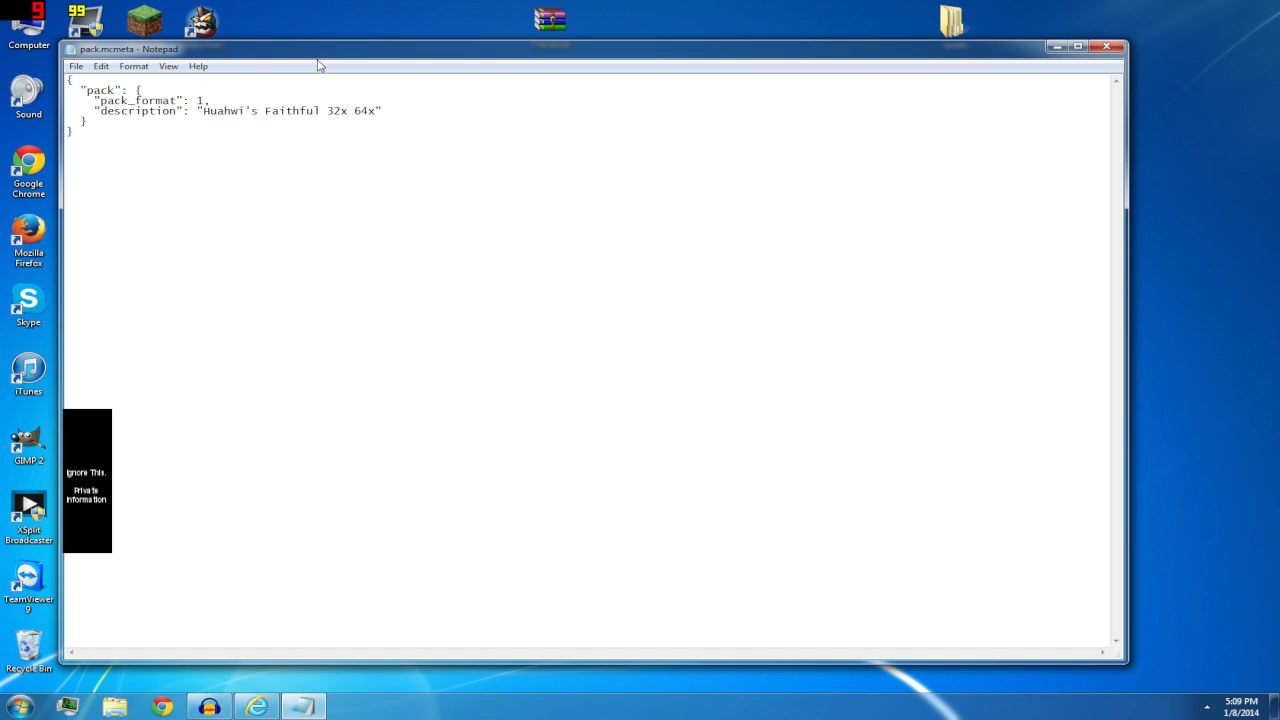 9
99
Computer
Sound
Google
Chrome
Mozilla
Firefox
Skype
iTunes
GIMP 2
XSplit
Broadcaster
TeamViewer
9
Recycle Bin
pack.mcmeta - Notepad
File Edit Format View Help
{
"pack": {
"pack_format": 1,
"description": "Huahwi's Faithful 32x 64x"
}
}
Ignore This.
Private
Information
5:09 PM
1/8/2014